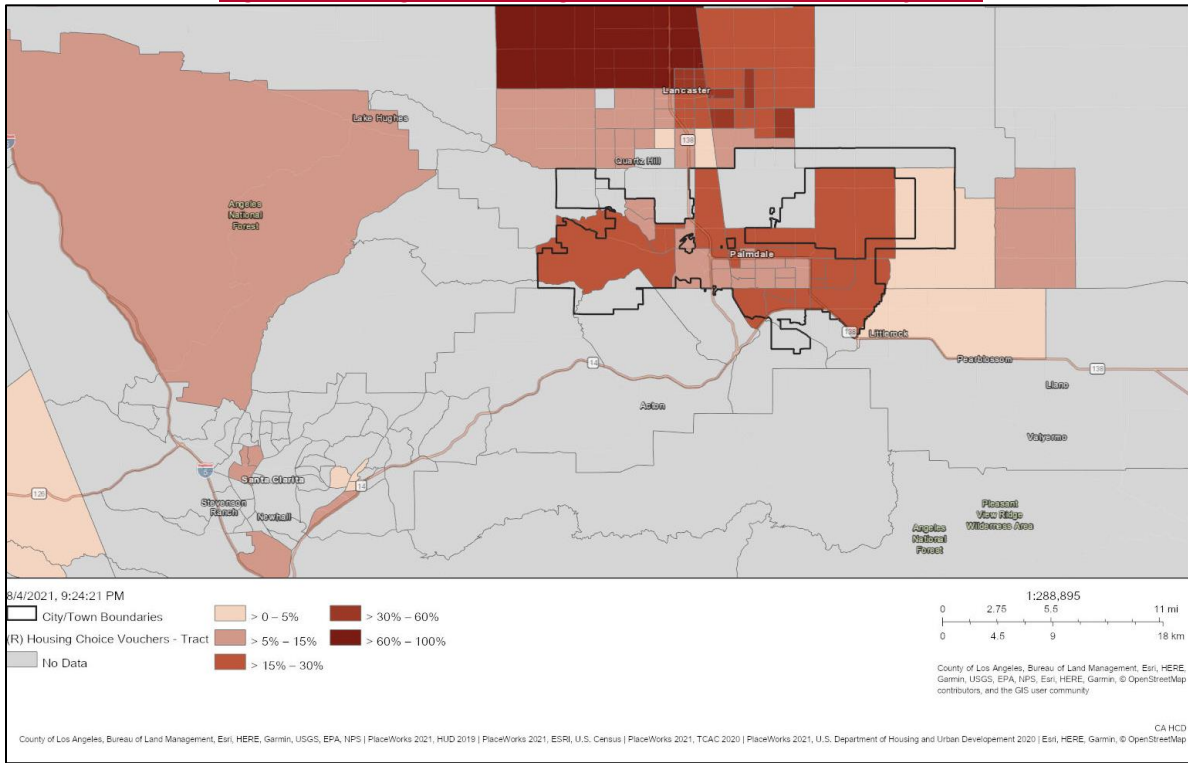 Lancaster
Lake Hughes
138
Quartz Hill
Angeles
National
Forest
Palmdale
138
Littlerock
Pearblossom
138
Llano
14
Acton
Valyermo
5
Santa Clarita
126
14
Stevenson
Ranch
Newhall
Pleasant
View Ridge
Wilderness Area
Angeles
National
Forest
8/4/2021, 9:24:21 PM
City/Town Boundaries
(R) Housing Choice Vouchers - Tract
No Data
> 0 – 5%
> 5% – 15%
> 15% – 30%
> 30% – 60%
> 60% – 100%
1:288,895
0 2.75 5.5 11 mi
0 4.5 9 18 km
County of Los Angeles, Bureau of Land Management, Esri, HERE,
Garmin, USGS, EPA, NPS, Esri, HERE, Garmin, © OpenStreetMap
contributors, and the GIS user community
CA HCD
County of Los Angeles, Bureau of Land Management, Esri, HERE, Garmin, USGS, EPA, NPS | PlaceWorks 2021, HUD 2019 | PlaceWorks 2021, ESRI, U.S. Census | PlaceWorks 2021, TCAC 2020 | PlaceWorks 2021, U.S. Department of Housing and Urban Developement 2020 | Esri, HERE, Garmin, © OpenStreetMap